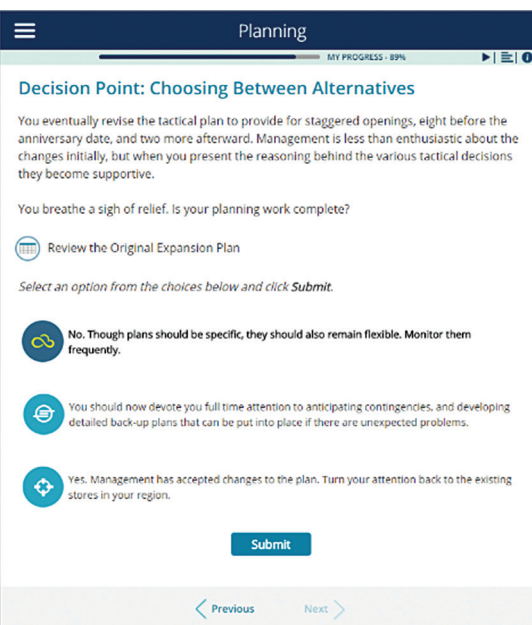 Planning
MY PROGRESS - 89%
Decision Point: Choosing Between Alternatives
You eventually revise the tactical plan to provide for staggered openings, eight before the
anniversary date, and two more afterward. Management is less than enthusiastic about the
changes initially, but when you present the reasoning behind the various tactical decisions
they become supportive.
You breathe a sigh of relief. Is your planning work complete?
Review the Original Expansion Plan
Select an option from the choices below and click Submit.
No. Though plans should be specific, they should also remain flexible. Monitor them
frequently.
You should now devote you full time attention to anticipating contingencies, and developing
detailed back-up plans that can be put into place if there are unexpected problems.
Yes. Management has accepted changes to the plan. Turn your attention back to the existing
stores in your region.
Submit
Previous
Next